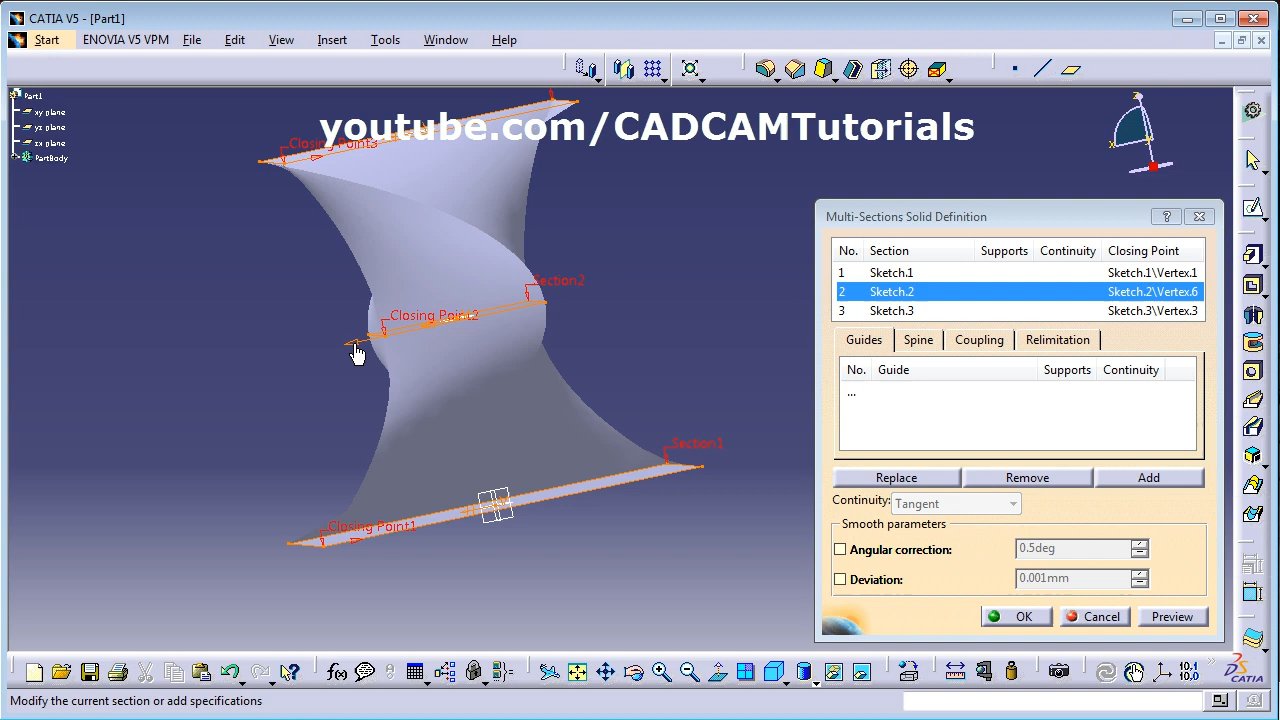 CATIA V5 - [Part1]
Start ENOVIA V5 VPM File Edit View Insert Tools Window Help
Part1
xy plane
yz plane
zx plane
PartBody
youtube.com/CADCAMTutorials
Closing Point3
Section2
Closing Point2
Section1
Closing Point1
Z
X
Y
Multi-Sections Solid Definition
No. Section Supports Continuity Closing Point
1 Sketch.1 Sketch.1\Vertex.1
2 Sketch.2 Sketch.2\Vertex.6
3 Sketch.3 Sketch.3\Vertex.3
Guides Spine Coupling Relimitation
No. Guide Supports Continuity
...
Replace Remove Add
Continuity: Tangent
Smooth parameters
Angular correction: 0.5deg
Deviation: 0.001mm
OK Cancel Preview
f(x) 10.1 10,0
DS CATIA
Modify the current section or add specifications